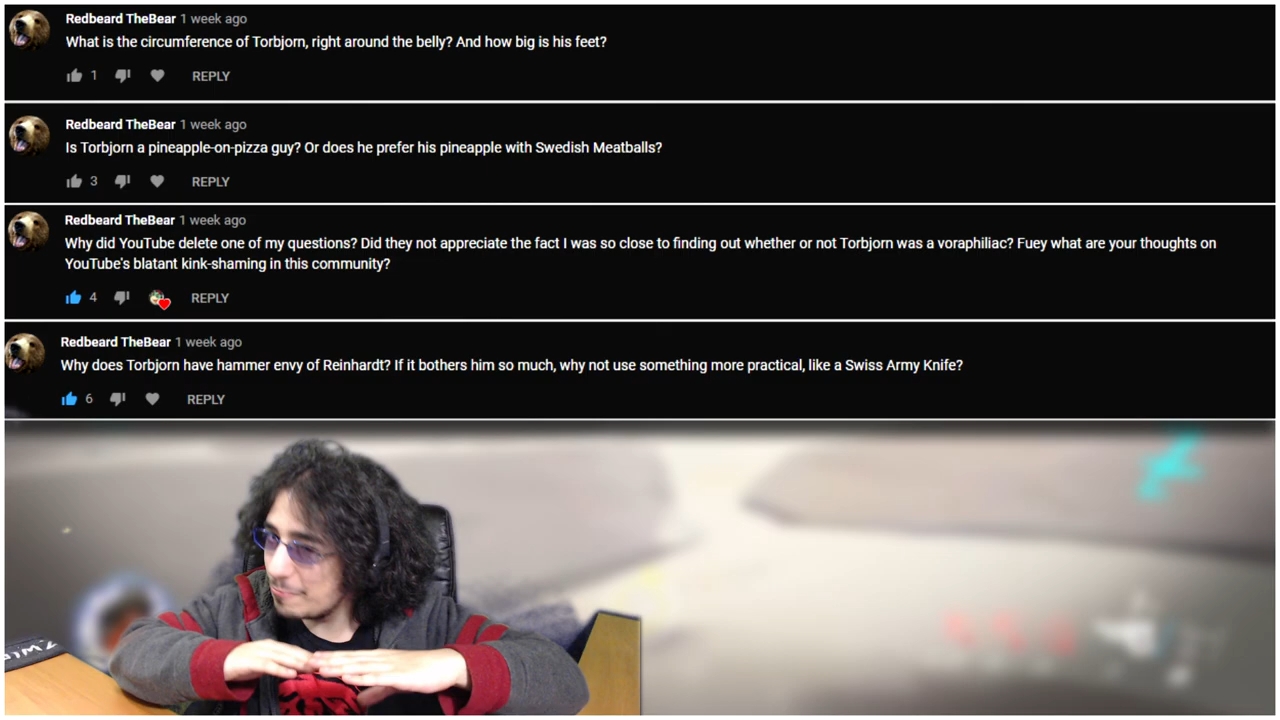 Redbeard TheBear 1 week ago
What is the circumference of Torbjorn, right around the belly? And how big is his feet?
1 REPLY
Redbeard TheBear 1 week ago
Is Torbjorn a pineapple-on-pizza guy? Or does he prefer his pineapple with Swedish Meatballs?
3 REPLY
Redbeard TheBear 1 week ago
Why did YouTube delete one of my questions? Did they not appreciate the fact I was so close to finding out whether or not Torbjorn was a voraphiliac? Fuey what are your thoughts on
YouTube's blatant kink-shaming in this community?
4 REPLY
Redbeard TheBear 1 week ago
Why does Torbjorn have hammer envy of Reinhardt? If it bothers him so much, why not use something more practical, like a Swiss Army Knife?
6 REPLY